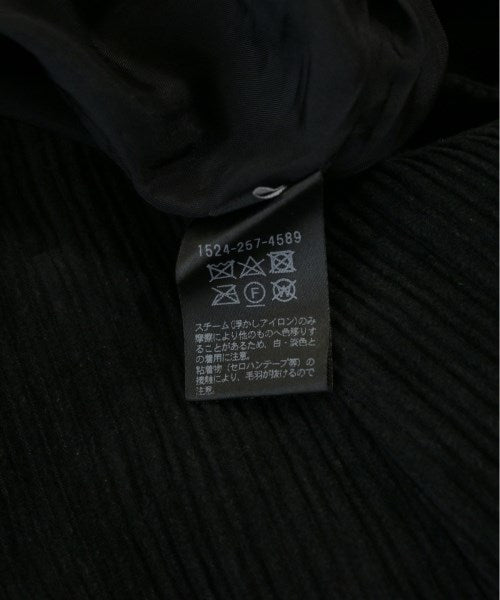 1524-257-4589
F W
スチーム(浮かしアイロン)のみ
摩擦により他のものへ色移りす
ることがあるため、白・淡色と
の着用に注意。
粘着物(セロハンテープ等)の
接触により、毛羽が抜けるので
注意。